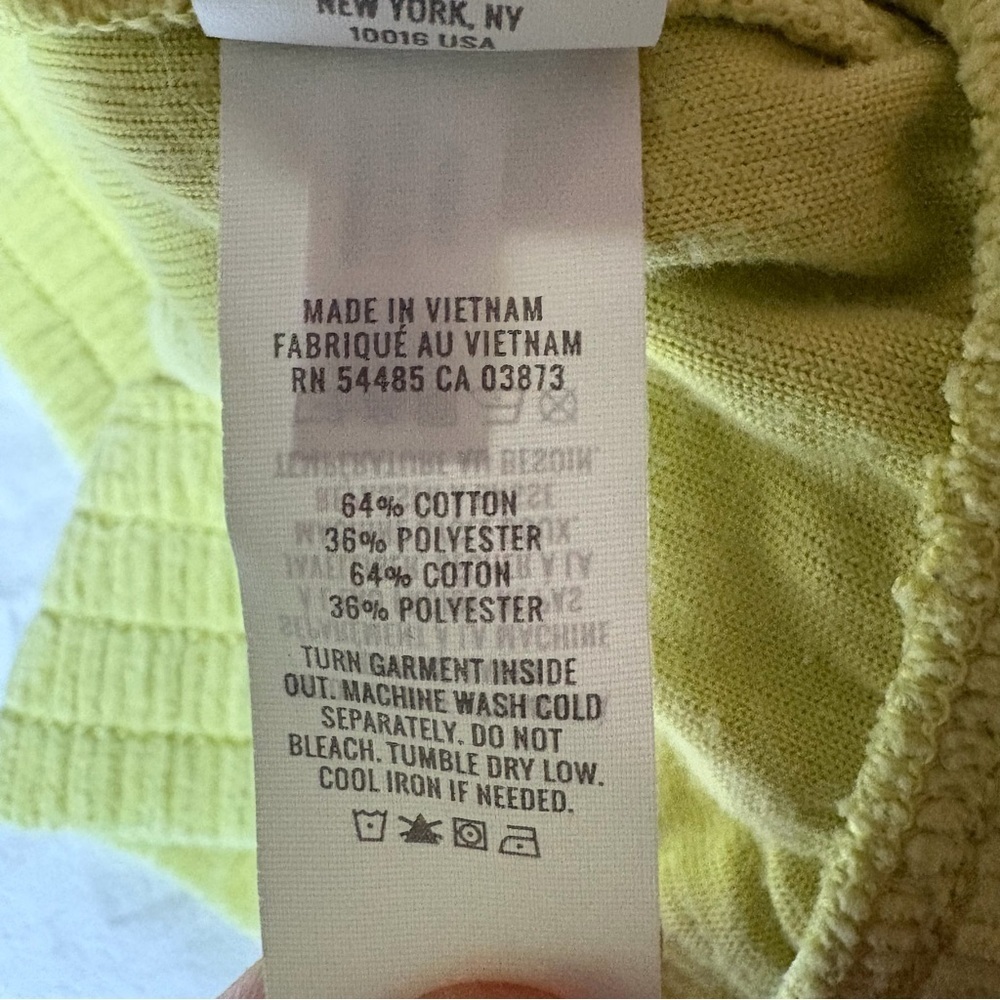 NEW YORK, NY
10016 USA
MADE IN VIETNAM
FABRIQUÉ AU VIETNAM
RN 54485 CA 03873
64% COTTON
36% POLYESTER
64% COTON
36% POLYESTER
TURN GARMENT INSIDE
OUT. MACHINE WASH COLD
SEPARATELY. DO NOT
BLEACH. TUMBLE DRY LOW.
COOL IRON IF NEEDED.